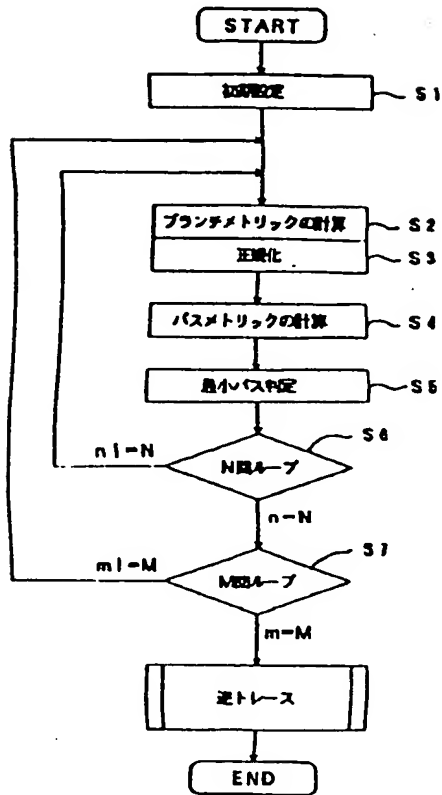 START
初期設定
S1
ブランチメトリックの計算
S2
正規化
S3
パスメトリックの計算
S4
最小パス判定
S5
S6
N回ループ
n!=N
n=N
S7
M回ループ
m!=M
m=M
逆トレース
END